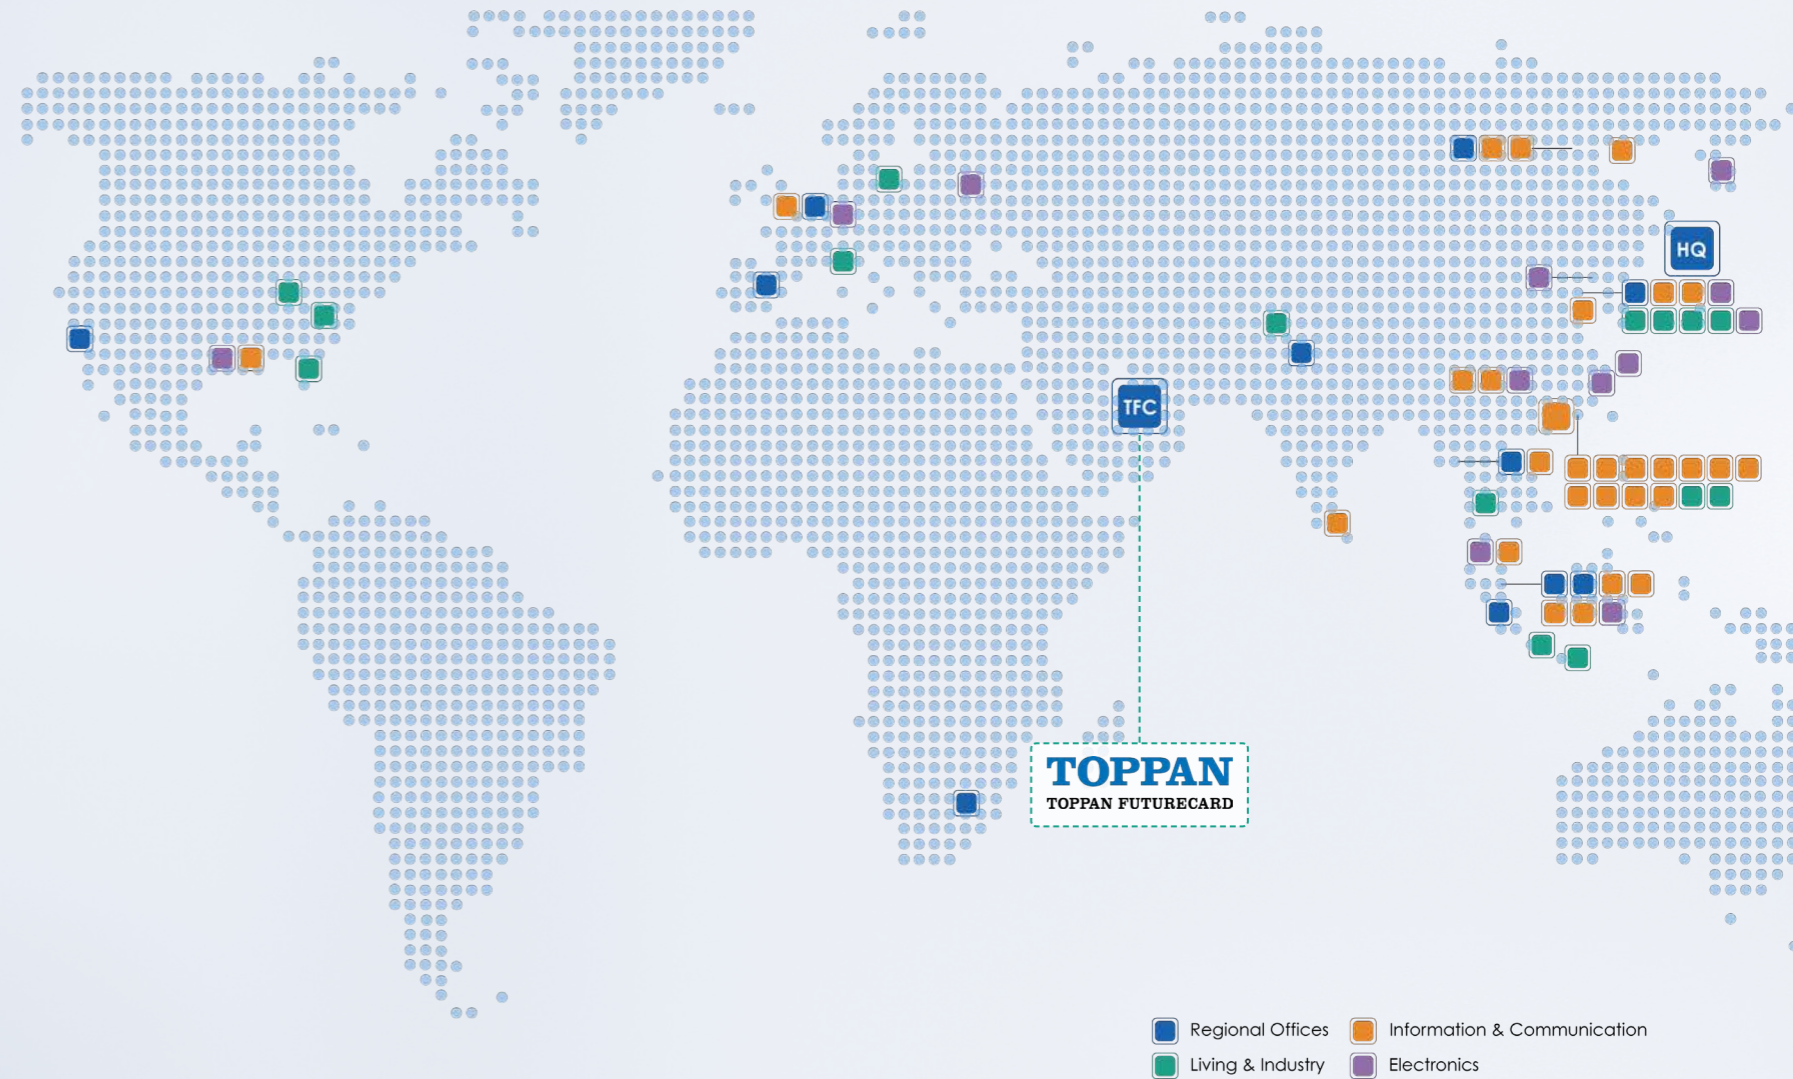 HQ
TFC
TOPPAN
TOPPAN FUTURECARD
Regional Offices
Information & Communication
Living & Industry
Electronics